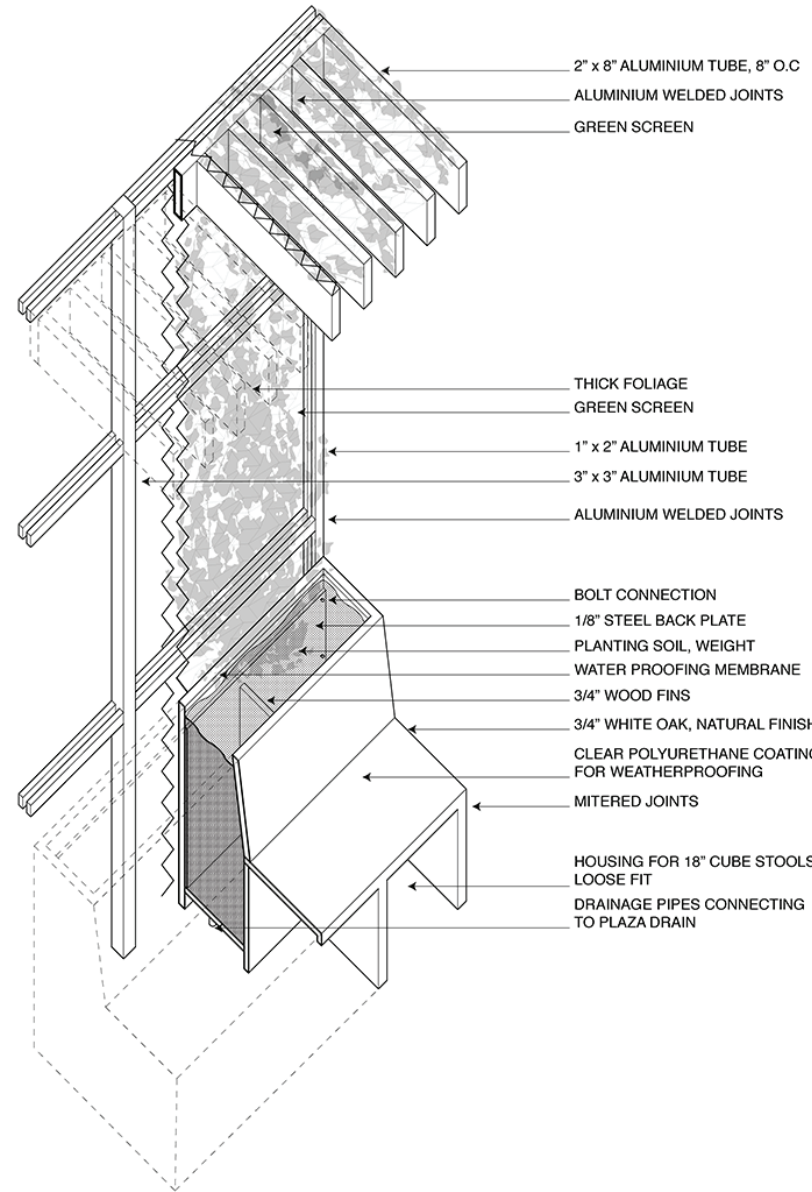 2” x 8” ALUMINIUM TUBE, 8” O.C
ALUMINIUM WELDED JOINTS
GREEN SCREEN
THICK FOLIAGE
GREEN SCREEN
1” x 2” ALUMINIUM TUBE
3” x 3” ALUMINIUM TUBE
ALUMINIUM WELDED JOINTS
BOLT CONNECTION
1/8” STEEL BACK PLATE
PLANTING SOIL, WEIGHT
WATER PROOFING MEMBRANE
3/4” WOOD FINS
3/4” WHITE OAK, NATURAL FINISH
CLEAR POLYURETHANE COATING
FOR WEATHERPROOFING
MITERED JOINTS
HOUSING FOR 18” CUBE STOOLS
LOOSE FIT
DRAINAGE PIPES CONNECTING
TO PLAZA DRAIN